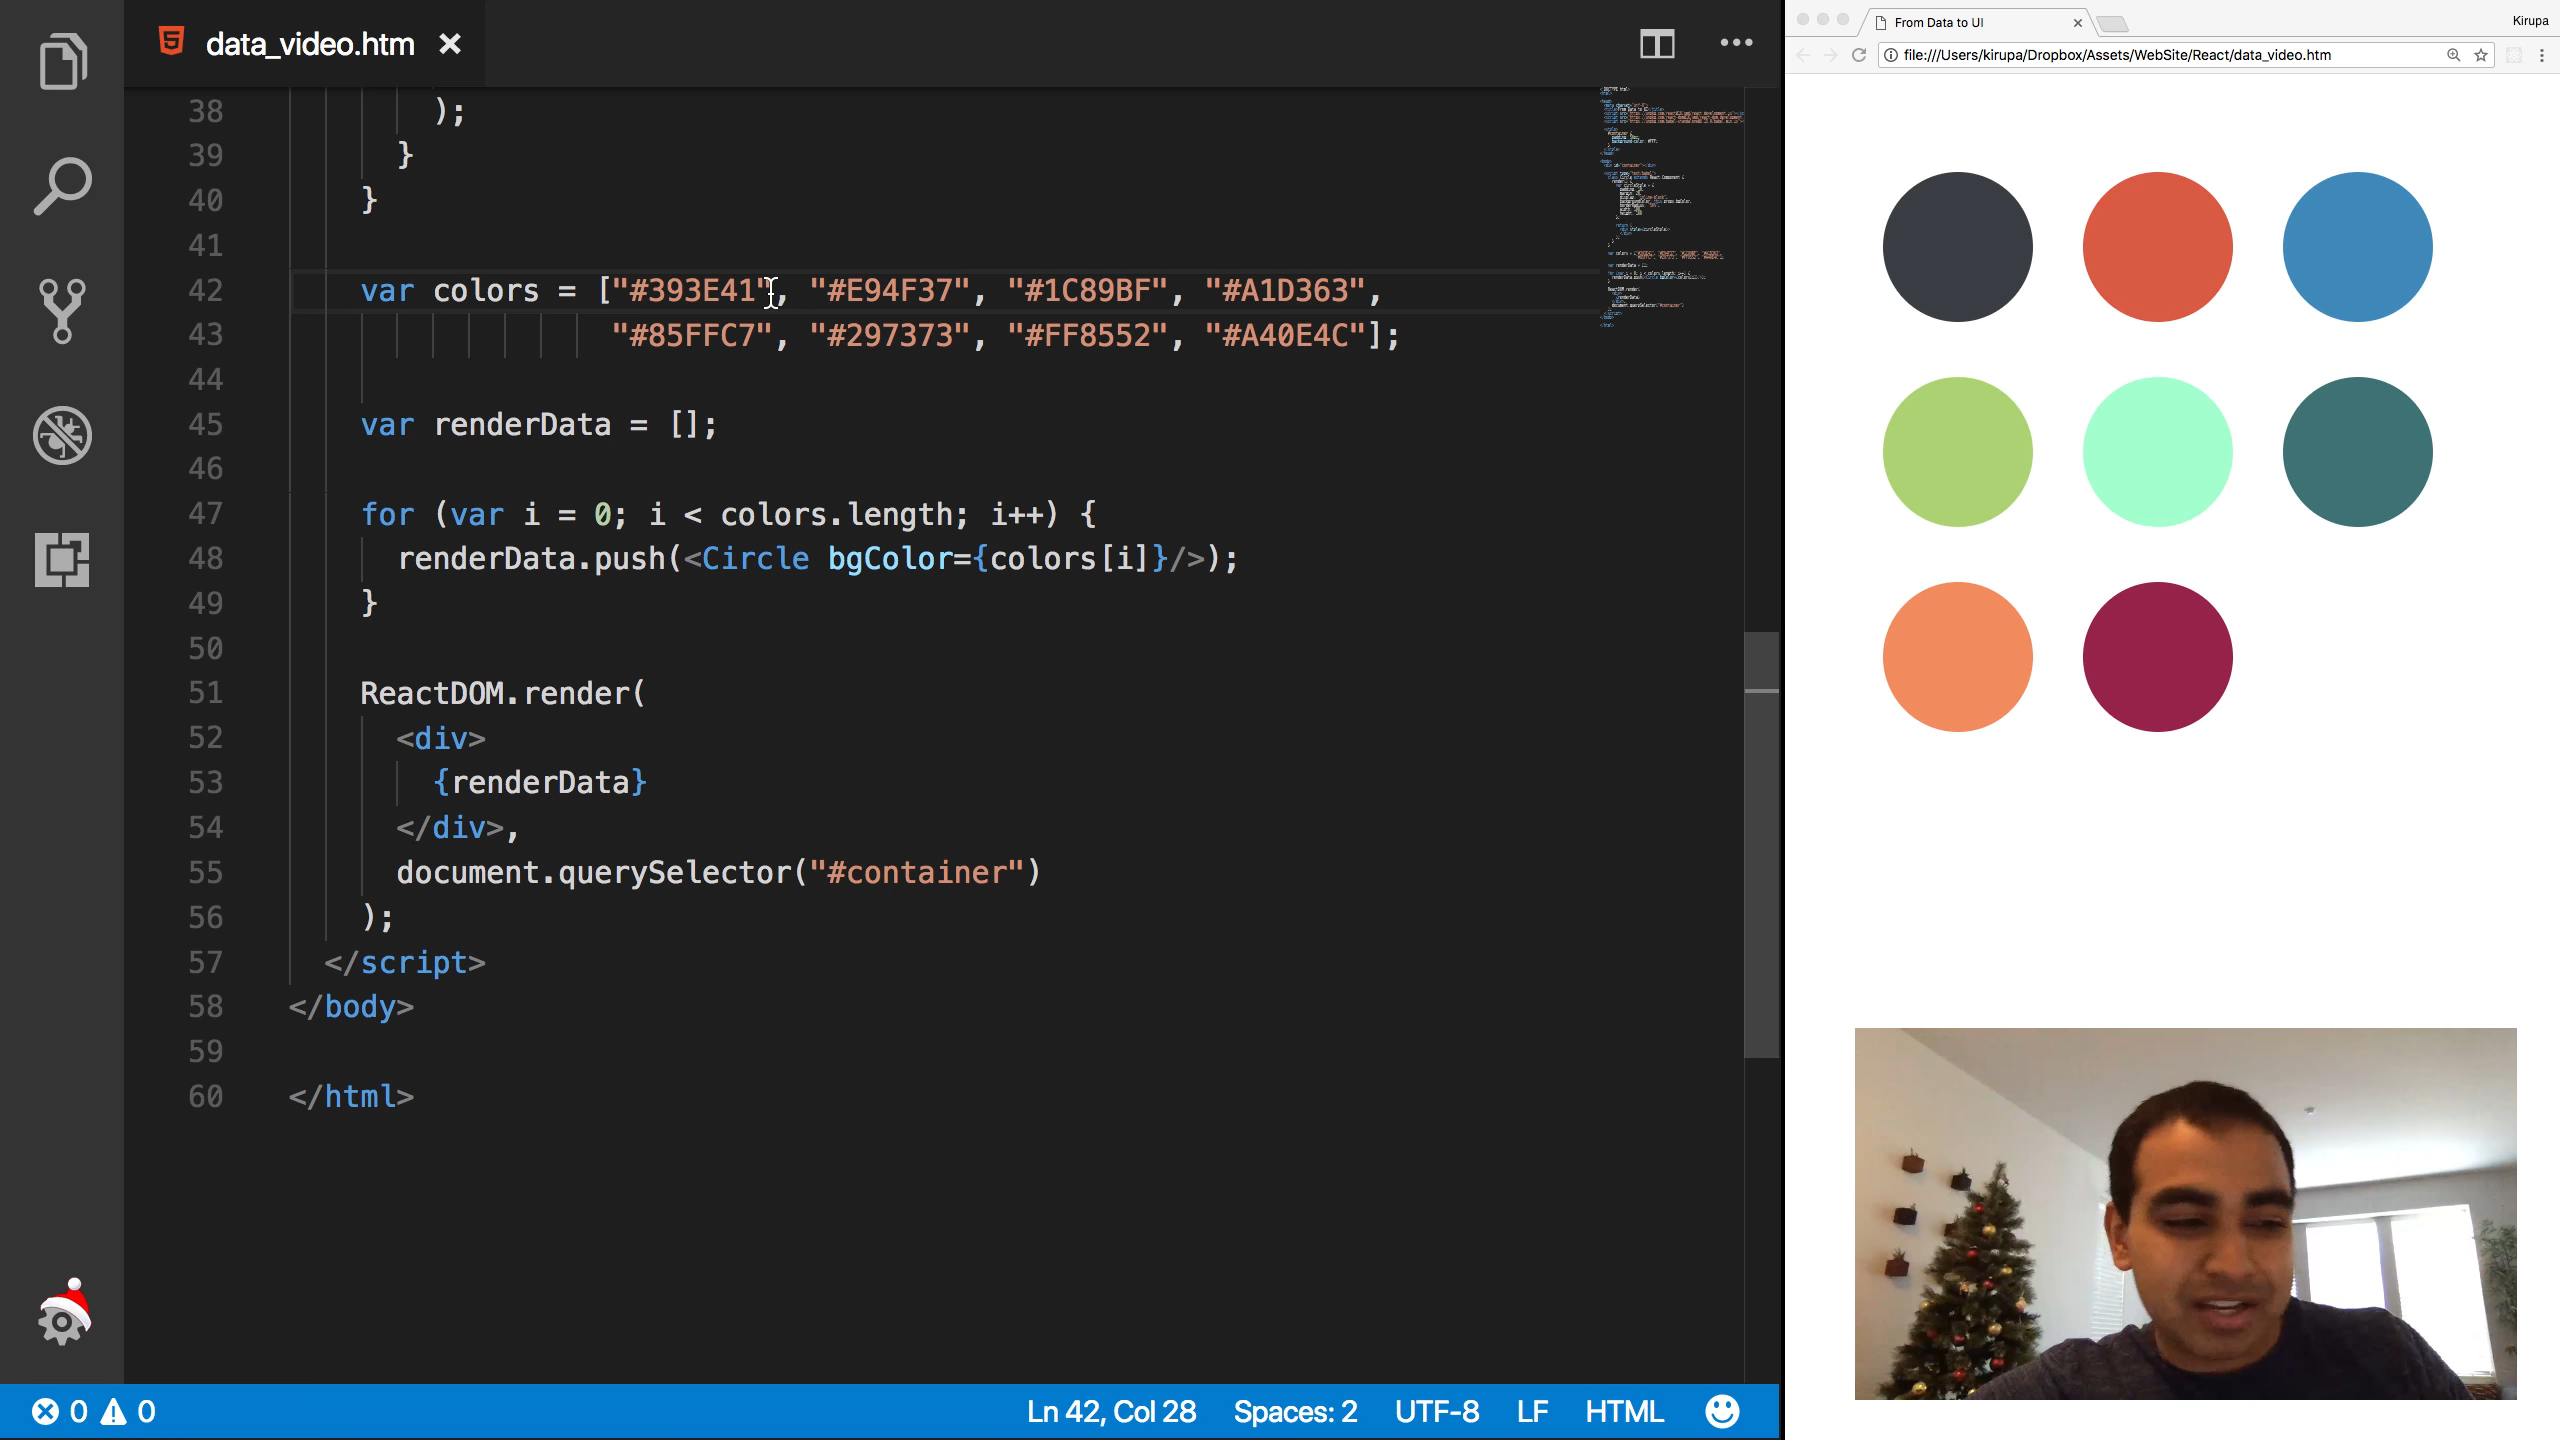 data_video.htm
38 );
39 }
40 }
41
42 var colors = ["#393E41", "#E94F37", "#1C89BF", "#A1D363",
43 "#85FFC7", "#297373", "#FF8552", "#A40E4C"];
44
45 var renderData = [];
46
47 for (var i = 0; i < colors.length; i++) {
48 renderData.push(<Circle bgColor={colors[i]}/>);
49 }
50
51 ReactDOM.render(
52 <div>
53 {renderData}
54 </div>,
55 document.querySelector("#container")
56 );
57 </script>
58 </body>
59
60 </html>
0 0 Ln 42, Col 28 Spaces: 2 UTF-8 LF HTML
From Data to UI
Kirupa
file:///Users/kirupa/Dropbox/Assets/WebSite/React/data_video.htm